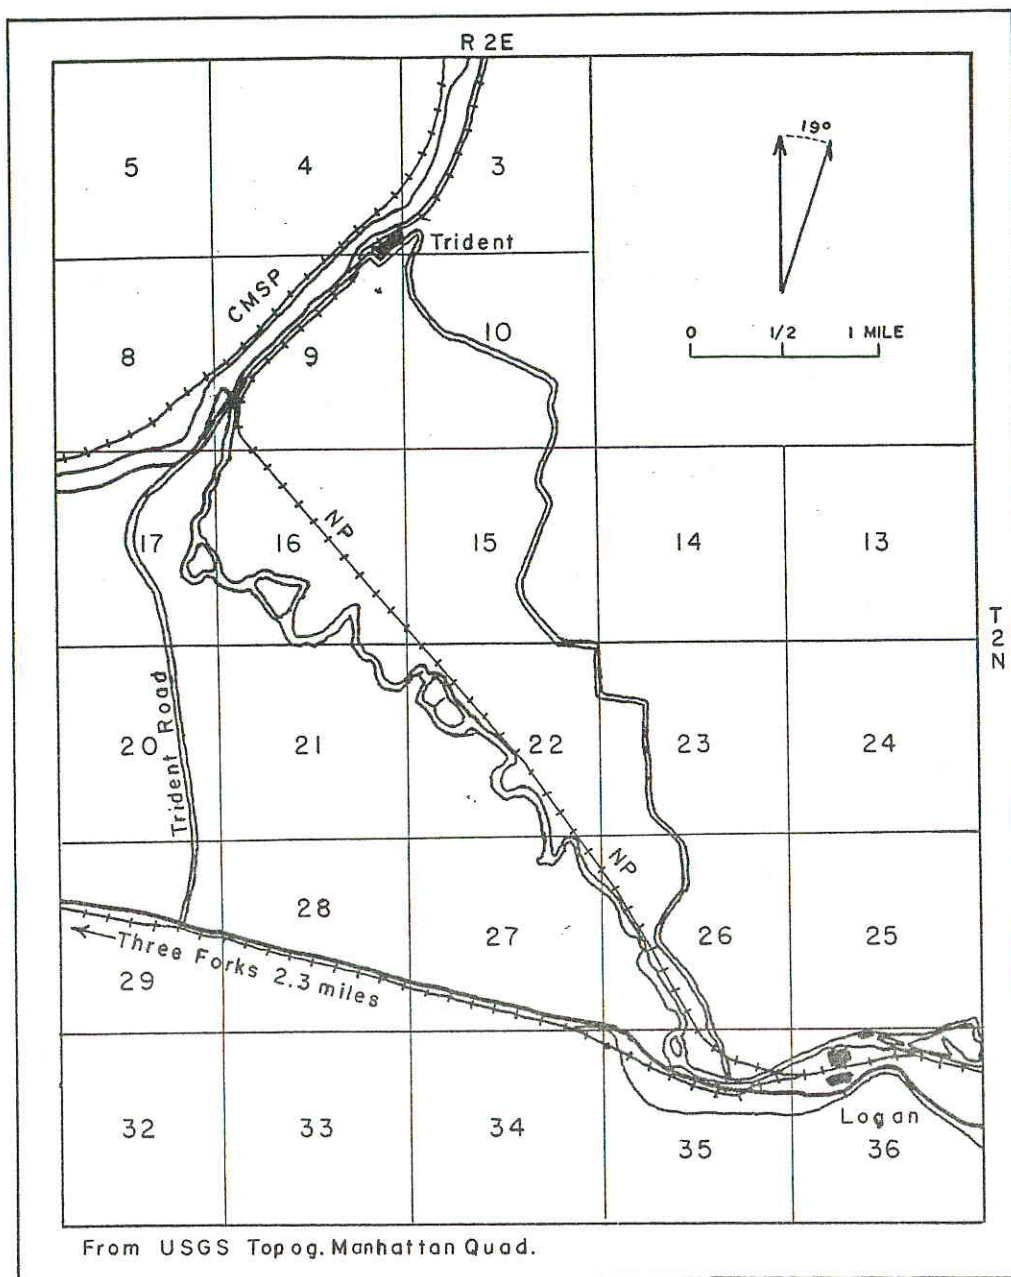 R 2E
19°
5
4
3
Trident
CMSP
0 1/2 1 MILE
8
9
10
NP
17
16
15
14
13
T
2
N
Trident Road
20
21
22
23
24
NP
28
27
26
25
Three Forks 2.3 miles
29
Logan
32
33
34
35
36
From USGS Topog. Manhattan Quad.